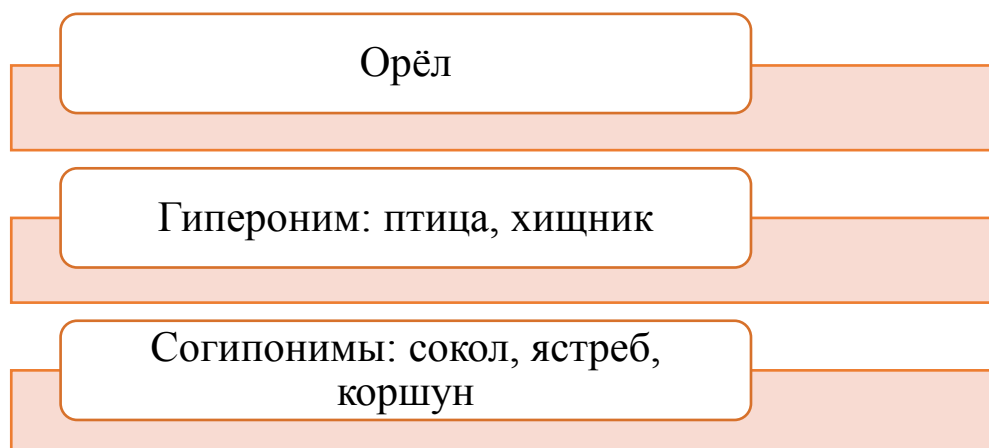 Орёл
Гипероним: птица, хищник
Согипонимы: сокол, ястреб,
коршун